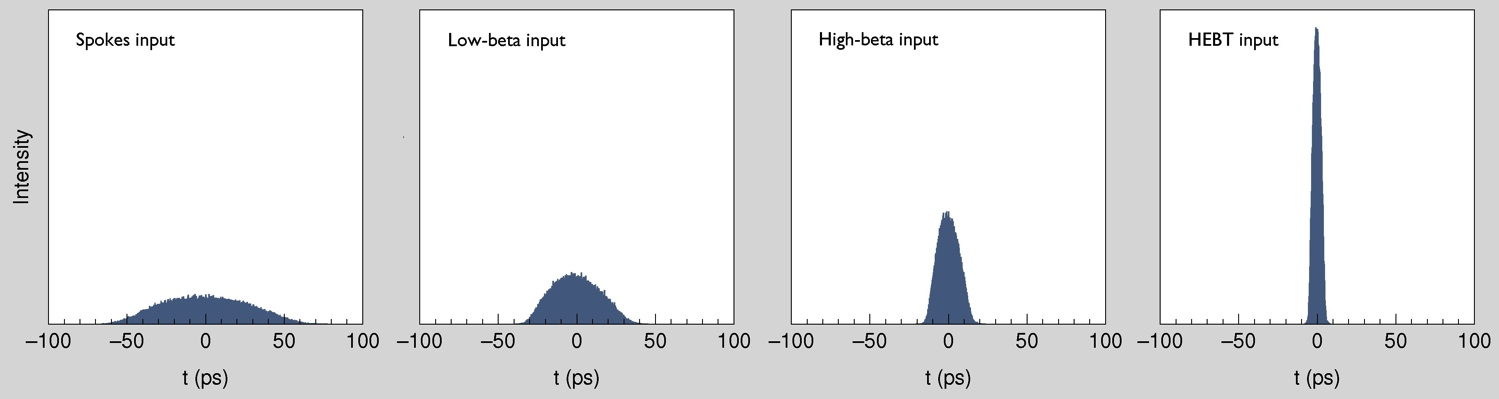 Spokes input
Low-beta input
High-beta input
HEBT input
Intensity
−100 −50 0 50 100
−100 −50 0 50 100
−100 −50 0 50 100
−100 −50 0 50 100
t (ps)
t (ps)
t (ps)
t (ps)